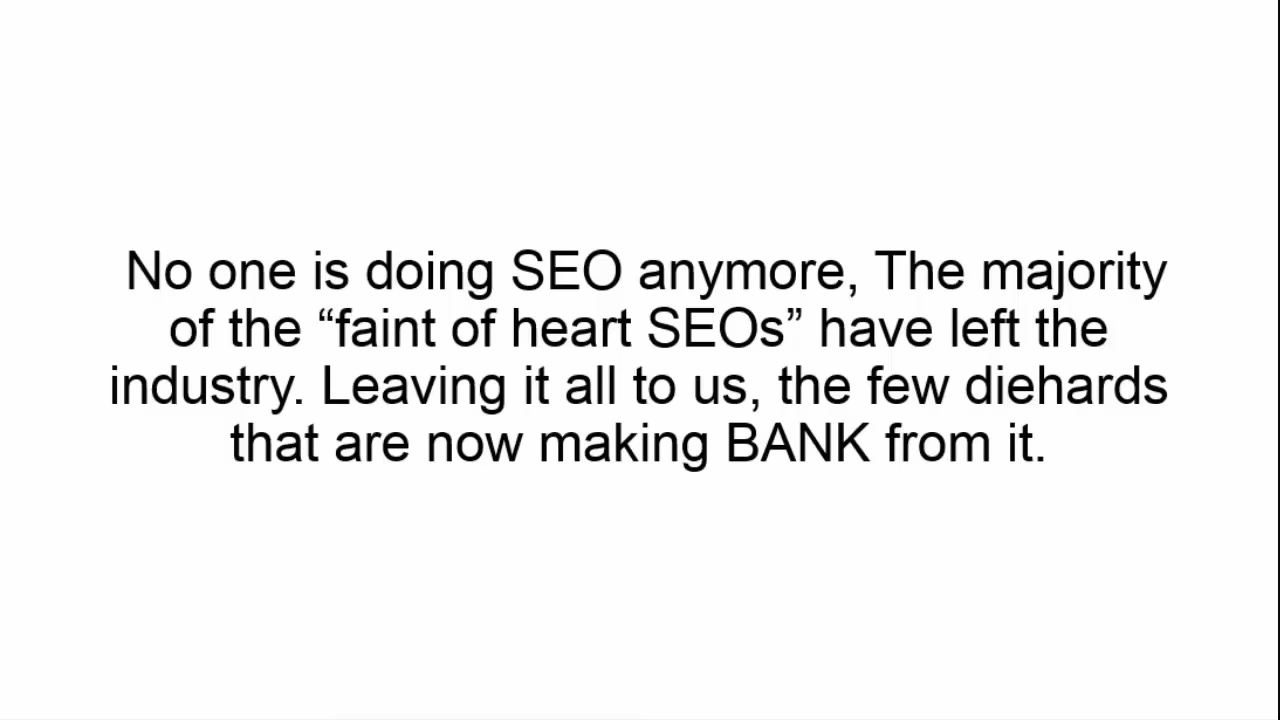 No one is doing SEO anymore, The majority
of the “faint of heart SEOs” have left the
industry. Leaving it all to us, the few diehards
that are now making BANK from it.